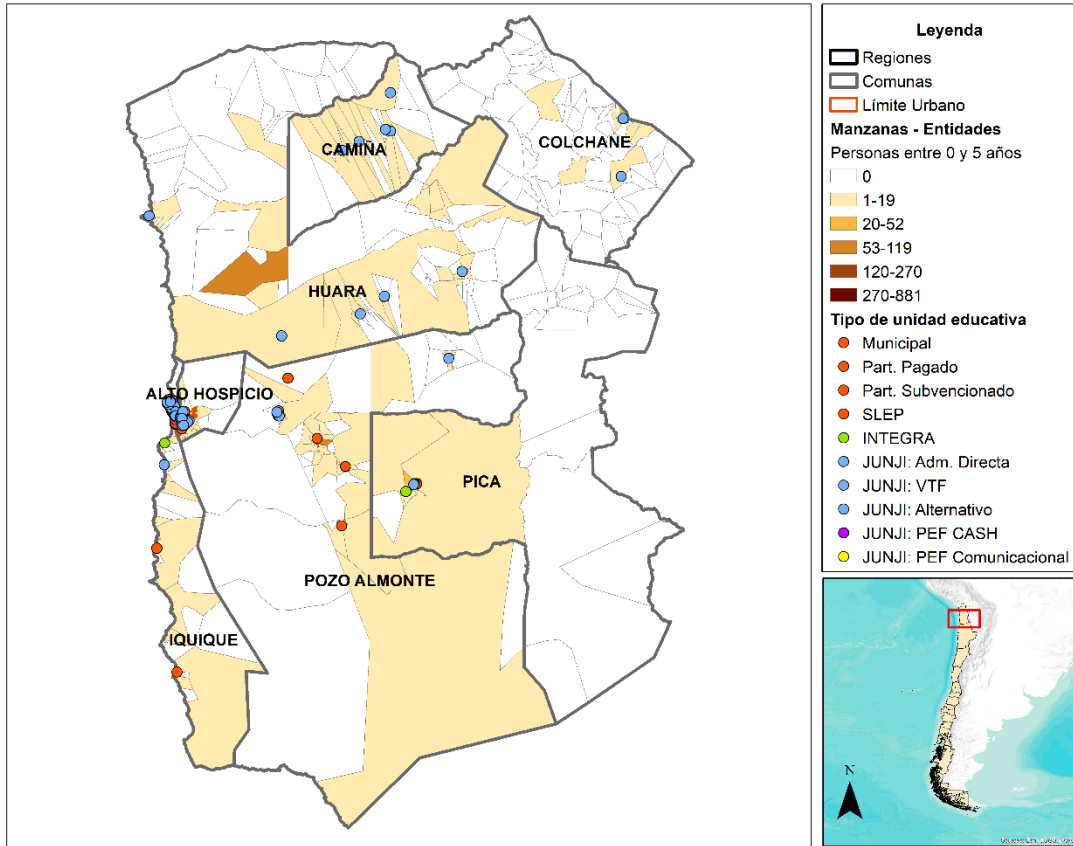 CAMIÑA
COLCHANE
HUARA
ALTO HOSPICIO
PICA
POZO ALMONTE
IQUIQUE
Leyenda
Regiones
Comunas
Límite Urbano
Manzanas - Entidades
Personas entre 0 y 5 años
0
1-19
20-52
53-119
120-270
270-881
Tipo de unidad educativa
Municipal
Part. Pagado
Part. Subvencionado
SLEP
INTEGRA
JUNJI: Adm. Directa
JUNJI: VTF
JUNJI: Alternativo
JUNJI: PEF CASH
JUNJI: PEF Comunicacional
N